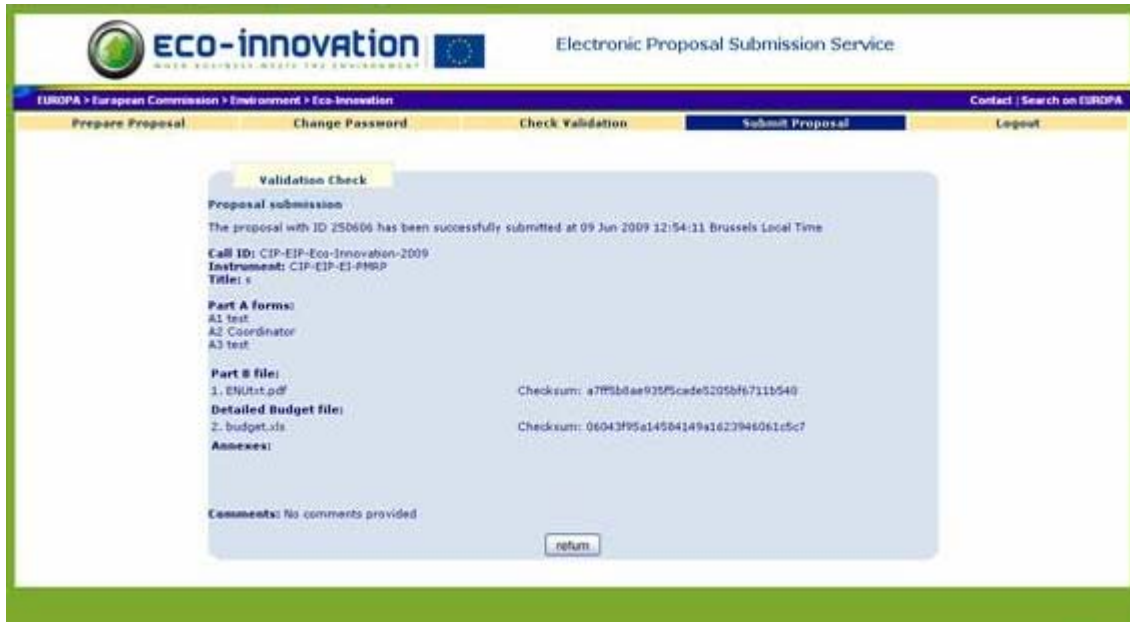 ECO-innovation
WHEN BUSINESS MEETS THE ENVIRONMENT
Electronic Proposal Submission Service
EUROPA > European Commission > Environment > Eco-Innovation
Contact | Search on EUROPA
Prepare Proposal
Change Password
Check Validation
Submit Proposal
Logout
Validation Check
Proposal submission
The proposal with ID 250606 has been successfully submitted at 09 Jun 2009 12:54:11 Brussels Local Time
Call ID: CIP-EIP-Eco-Innovation-2009
Instrument: CIP-EIP-EI-PMRP
Title: s
Part A forms:
A1 test
A2 Coordinator
A3 test
Part B file:
1. ENUtxt.pdf
Checksum:
Detailed Budget file:
2. budget.xls
Checksum:
Annexes:
Comments: No comments provided
return